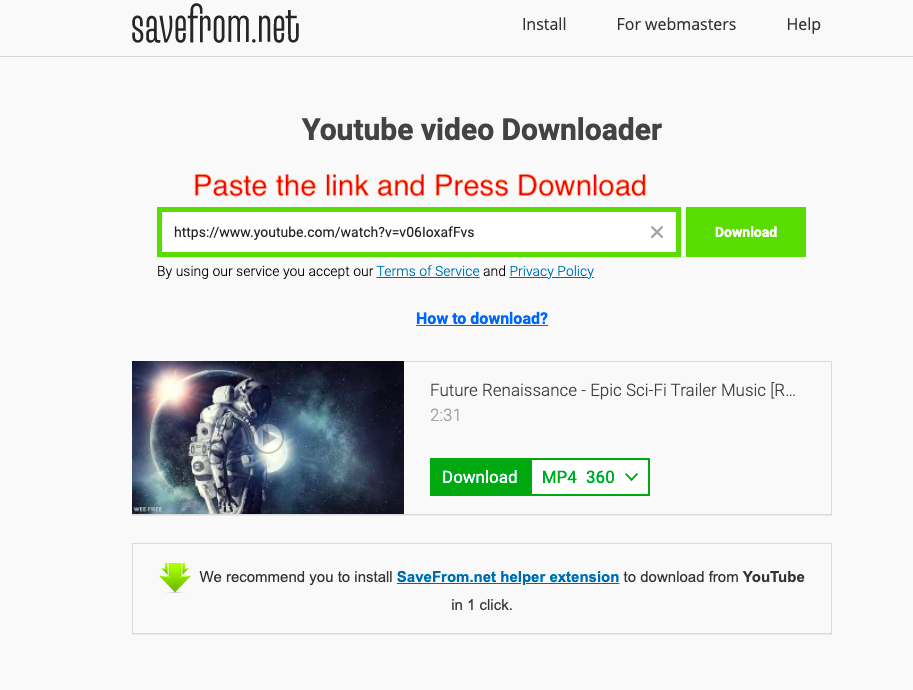 savefrom.net
Install
For webmasters
Help
Youtube video Downloader
Paste the link and Press Download
https://www.youtube.com/watch?v=v06IoxafFvs
Download
By using our service you accept our Terms of Service and Privacy Policy
How to download?
Future Renaissance - Epic Sci-Fi Trailer Music [R...
2:31
Download MP4 360
WEE FREE
We recommend you to install SaveFrom.net helper extension to download from YouTube
in 1 click.